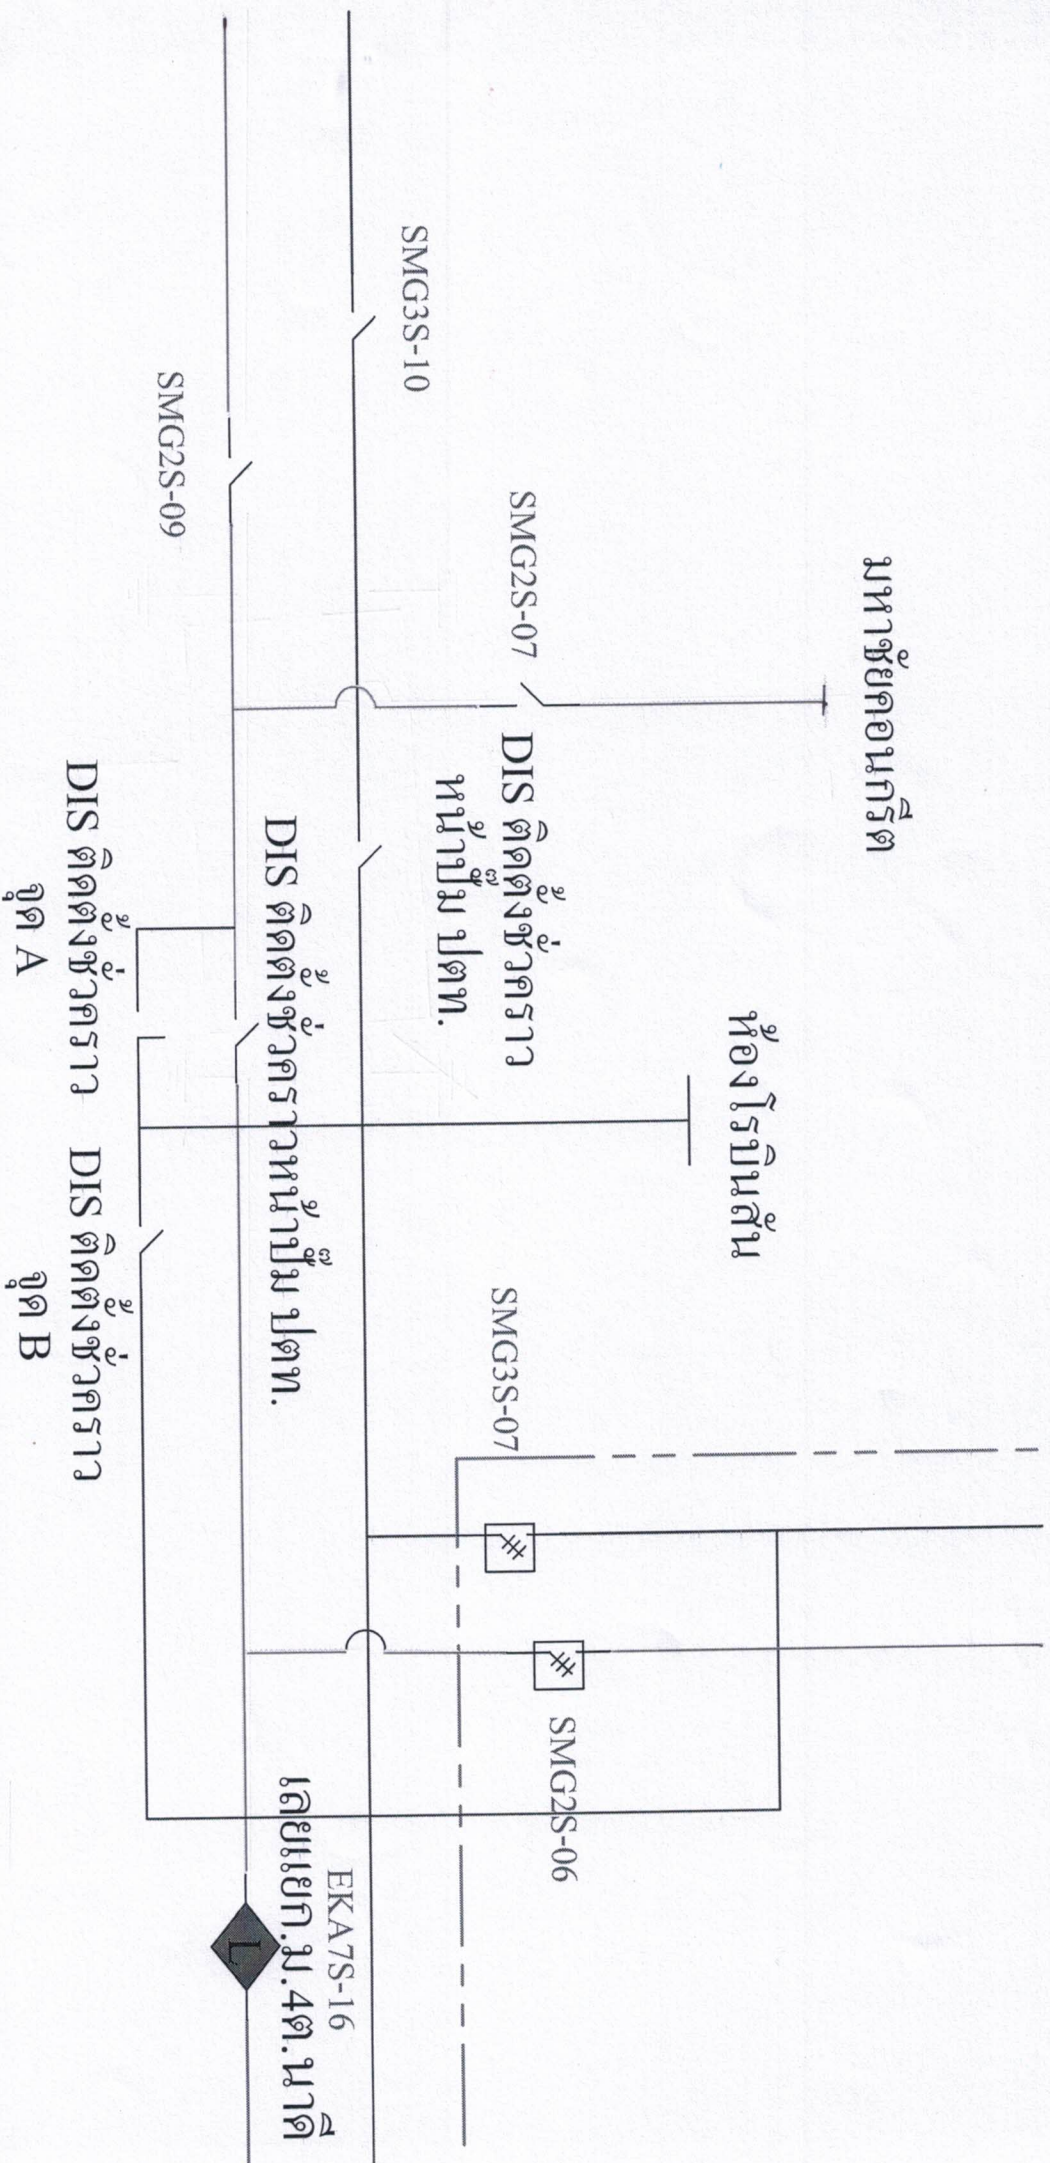 มหาชัยคอนกรีต
ห้องโรบินสัน
SMG3S-10
SMG2S-07
DIS ติดตั้งชั่วคราว
หน้าปั๊ม ปตท.
SMG3S-07
SMG2S-06
SMG2S-09
DIS ติดตั้งชั่วคราวหน้าปั๊ม ปตท.
EKA7S-16
เลยแยก.ม.4ต.นาดี
L
DIS ติดตั้งชั่วคราว
ชุด A
DIS ติดตั้งชั่วคราว
ชุด B